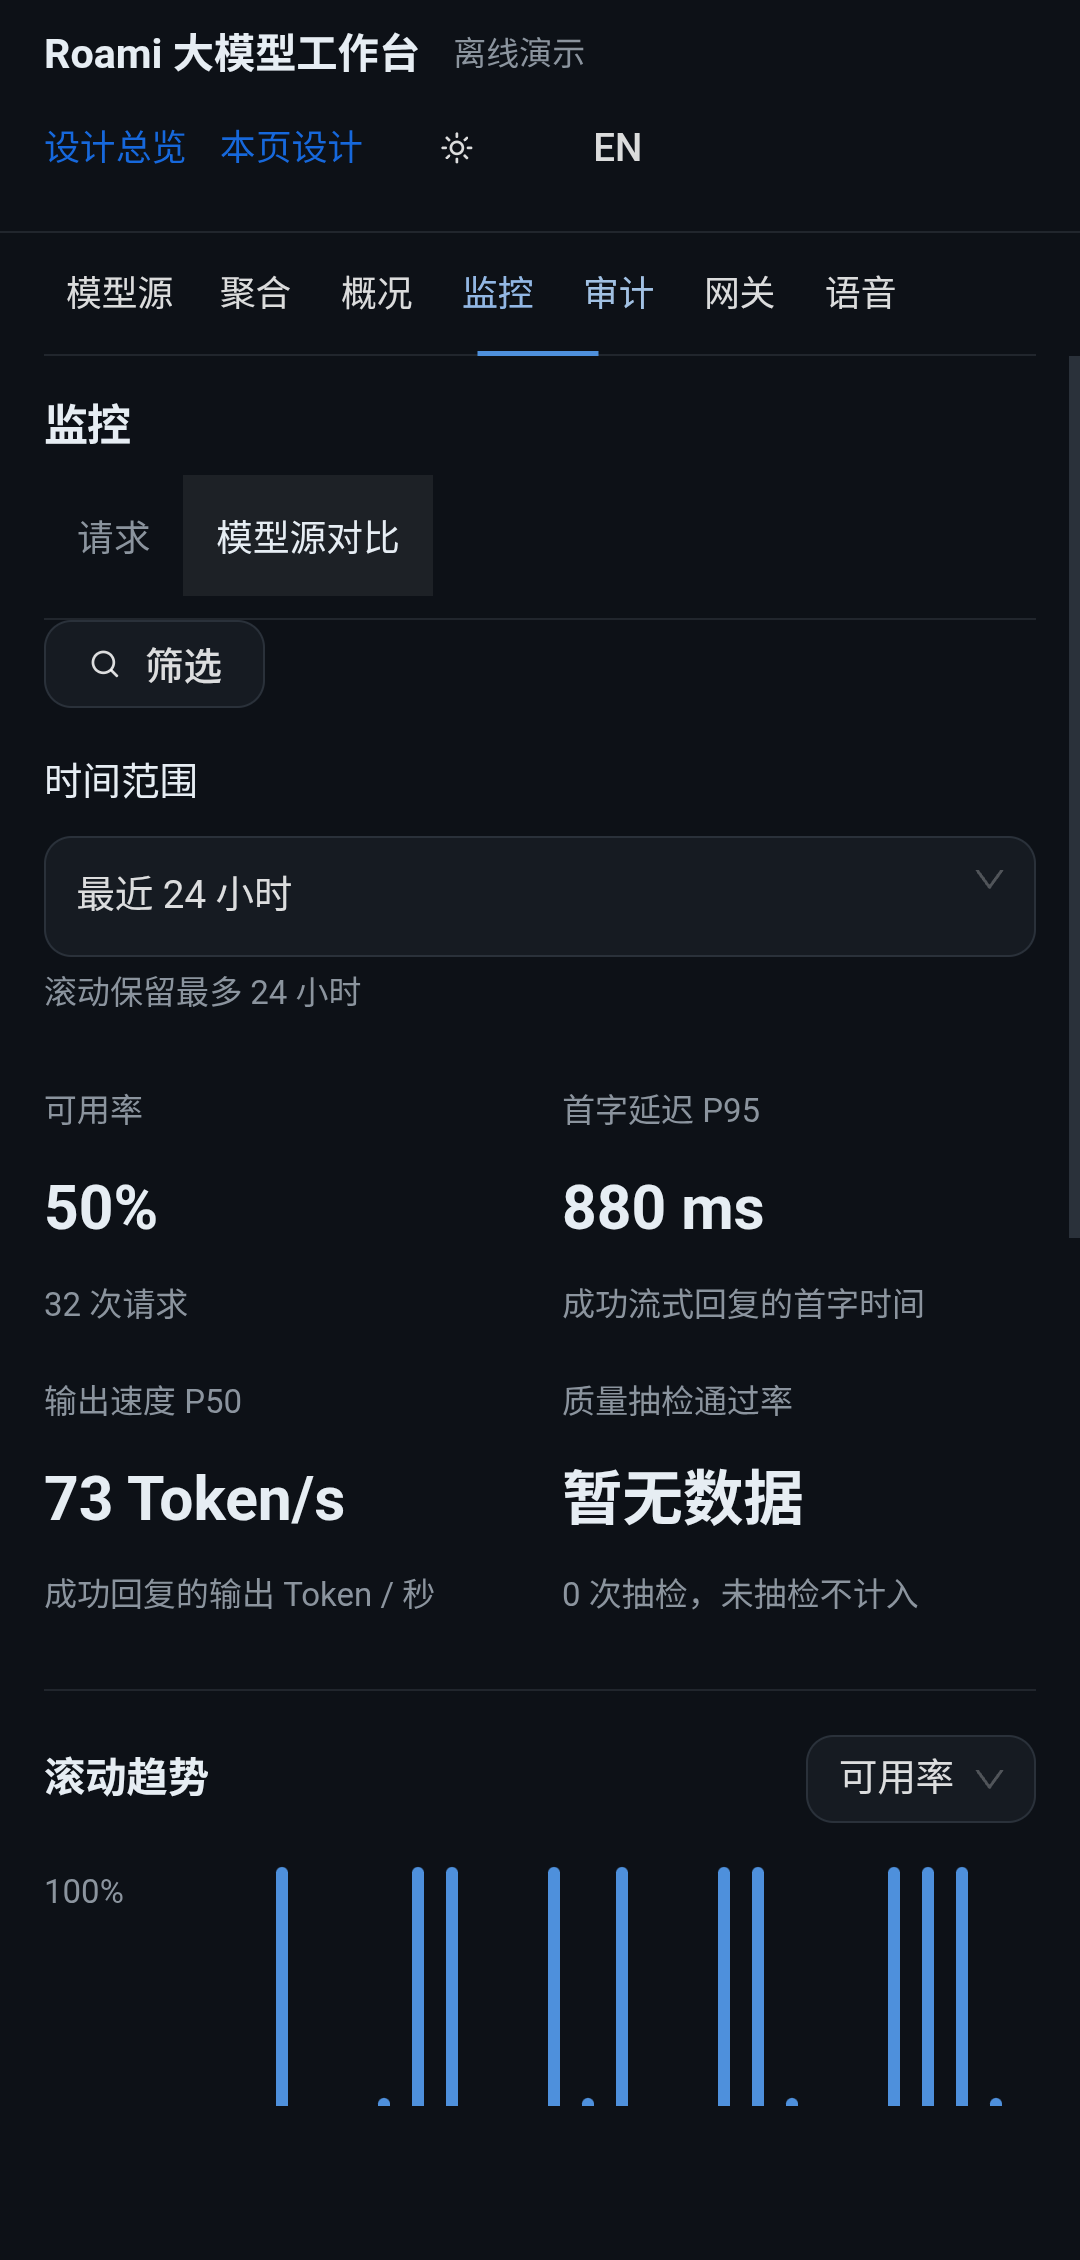 Roami 大模型工作台 离线演示
设计总览 本页设计 EN
模型源 聚合 概况 监控 审计 网关 语音
监控
请求 模型源对比
筛选
时间范围
最近 24 小时
滚动保留最多 24 小时
可用率 首字延迟 P95
50% 880 ms
32 次请求 成功流式回复的首字时间
输出速度 P50 质量抽检通过率
73 Token/s 暂无数据
成功回复的输出 Token / 秒 0 次抽检，未抽检不计入
滚动趋势 可用率
100%